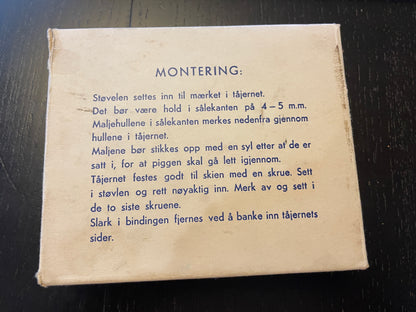 MONTERING:
Støvelen settes inn til mærket i tåjernet.
Det bør være hold i sålekanten på 4–5 m.m.
Maljehullene i sålekanten merkes nedenfra gjennom
hullene i tåjernet.
Maljene bør stikkes opp med en syl etter at de er
satt i, for at piggen skal gå lett igjennom.
Tåjernet festes godt til skien med en skrue. Sett
i støvlen og rett nøyaktig inn. Merk av og sett i
de to siste skruene.
Slark i bindingen fjernes ved å banke inn tåjernets
sider.